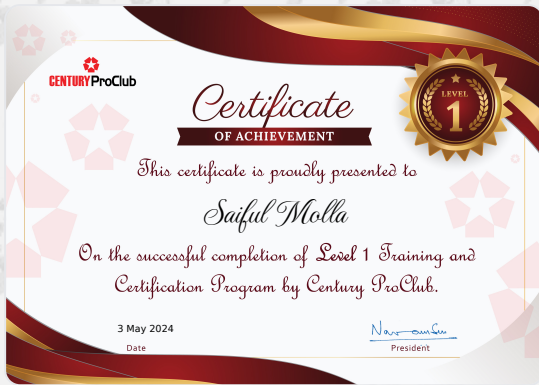 CENTURY ProClub
Certificate
OF ACHIEVEMENT
LEVEL
1
This certificate is proudly presented to
Saiful Molla
On the successful completion of Level 1 Training and
Certification Program by Century ProClub.
3 May 2024
Date
President